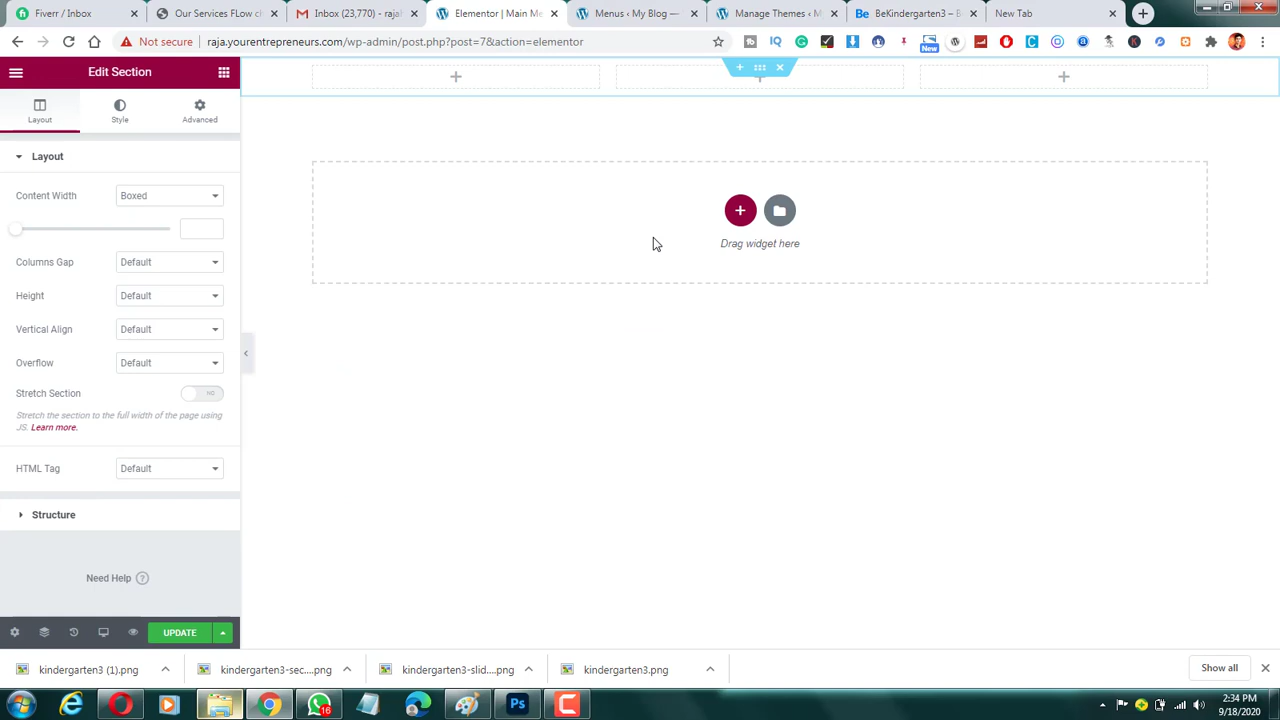 Fiverr / Inbox
Our Services FLow ch
Inbox (23,770) - rajal
Elementor | Main Me
Menus ‹ My Blog —
Manage Themes ‹ My
BeKindergarten3 – B
New Tab
Not secure
raja.yourentrepreneurs.com/wp-admin/post.php?post=7&action=elementor
New
Edit Section
Layout
Style
Advanced
Layout
Content Width
Boxed
Columns Gap
Default
Height
Default
Vertical Align
Default
Overflow
Default
Stretch Section
NO
Stretch the section to the full width of the page using
JS. Learn more.
HTML Tag
Default
Structure
Need Help
UPDATE
Drag widget here
kindergarten3 (1).png
kindergarten3-sec....png
kindergarten3-slid....png
kindergarten3.png
Show all
16
2:34 PM
9/18/2020